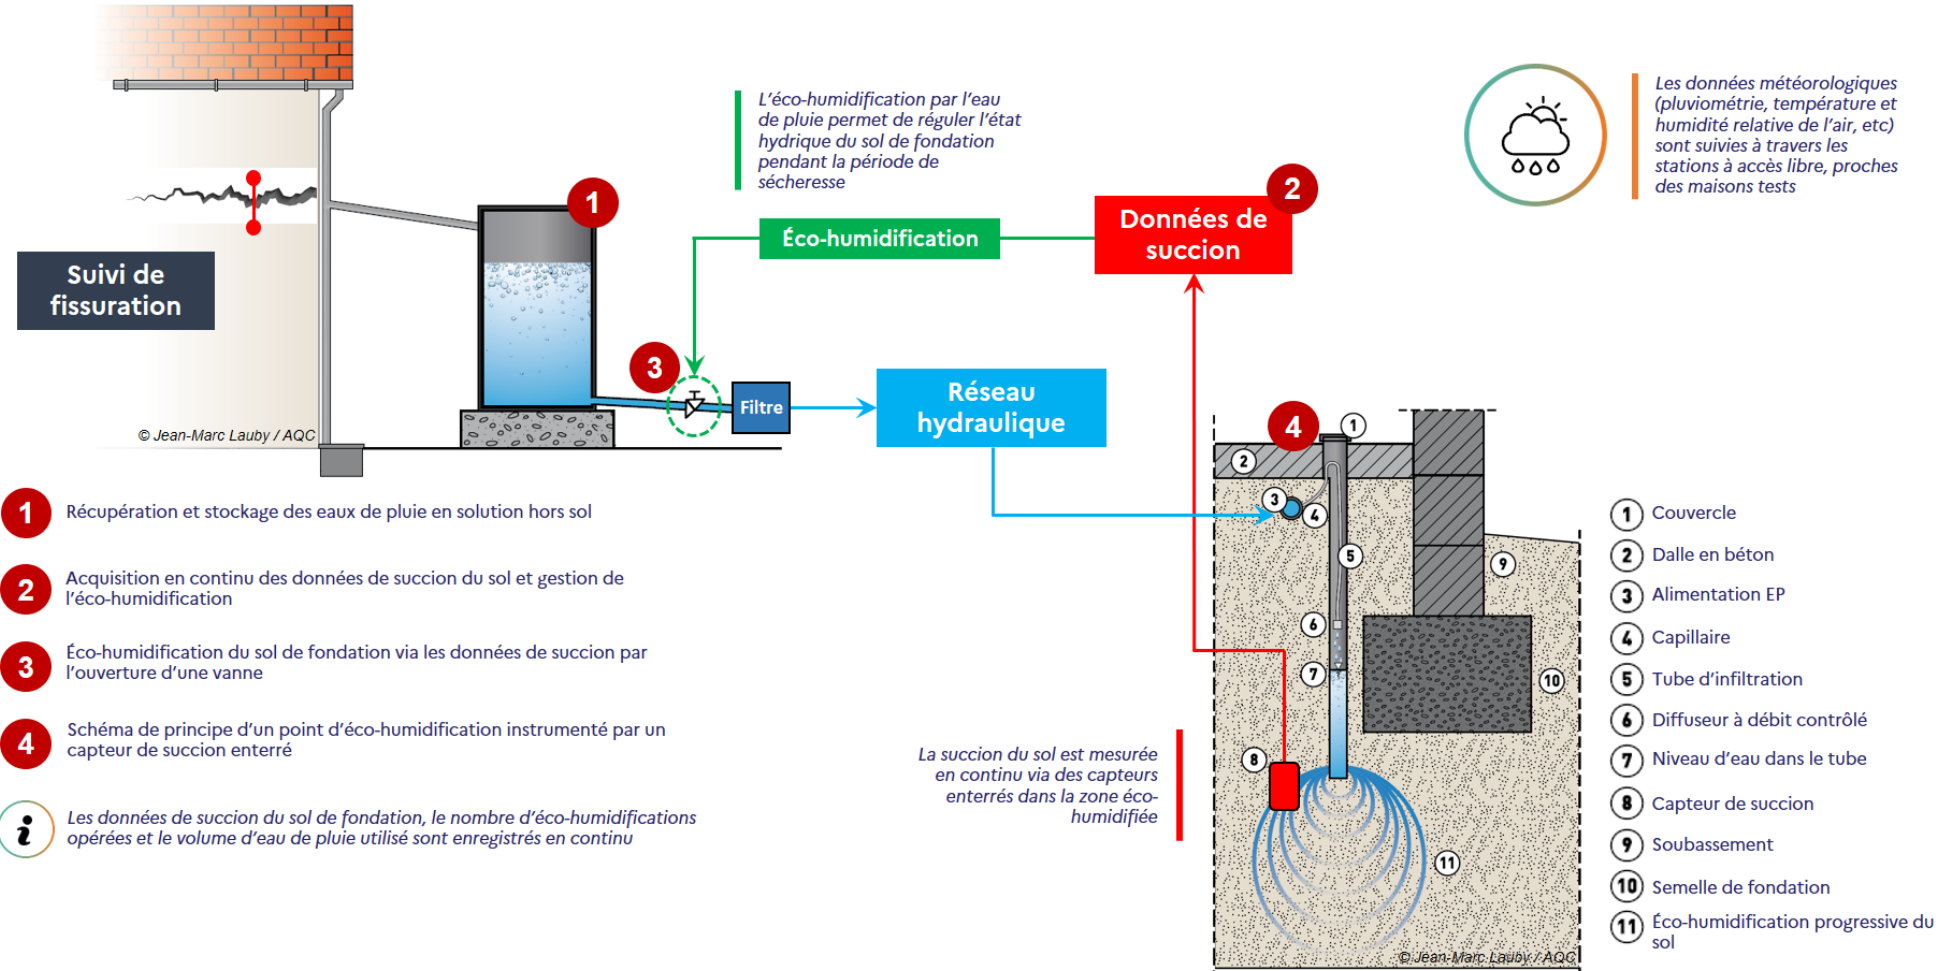 L'éco-humidification par l'eau
de pluie permet de réguler l'état
hydrique du sol de fondation
pendant la période de
sécheresse
Les données météorologiques
(pluviométrie, température et
humidité relative de l'air, etc)
sont suivies à travers les
stations à accès libre, proches
des maisons tests
1
2
Données de
succion
Éco-humidification
Suivi de
fissuration
3
Filtre
Réseau
hydraulique
© Jean-Marc Lauby / AQC
1
Récupération et stockage des eaux de pluie en solution hors sol
2
Acquisition en continu des données de succion du sol et gestion de
l'éco-humidification
3
Éco-humidification du sol de fondation via les données de succion par
l'ouverture d'une vanne
4
Schéma de principe d'un point d'éco-humidification instrumenté par un
capteur de succion enterré
i
Les données de succion du sol de fondation, le nombre d'éco-humidifications
opérées et le volume d'eau de pluie utilisé sont enregistrés en continu
La succion du sol est mesurée
en continu via des capteurs
enterrés dans la zone éco-
humidifiée
4
1
2
3
4
5
9
6
7
10
8
11
© Jean-Marc Lauby / AQC
1 Couvercle
2 Dalle en béton
3 Alimentation EP
4 Capillaire
5 Tube d'infiltration
6 Diffuseur à débit contrôlé
7 Niveau d'eau dans le tube
8 Capteur de succion
9 Soubassement
10 Semelle de fondation
11 Éco-humidification progressive du
sol